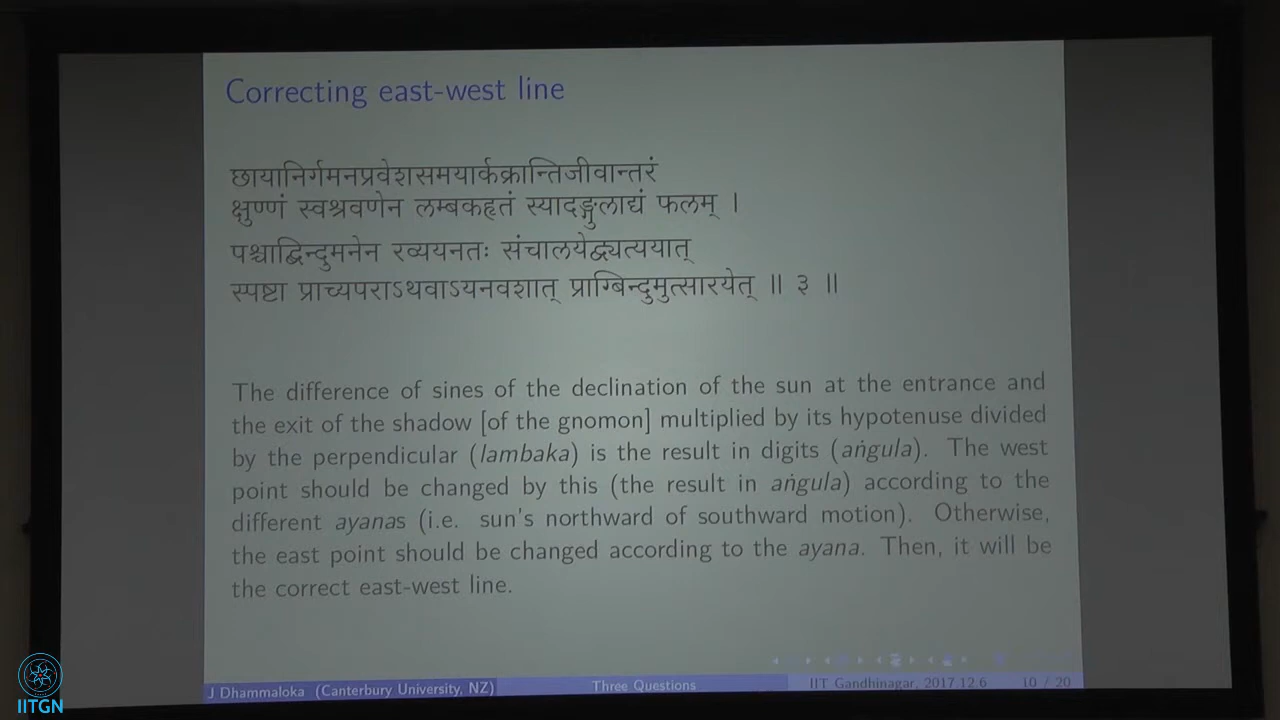 Correcting east-west line
छायानिर्गमनप्रवेशसमयार्कक्रान्तिजीवान्तरं
क्षुण्णं स्वश्रवणेन लम्बकहृतं स्यादङ्गुलाद्यं फलम् ।
पश्चाद्बिन्दुमनेन रव्ययनतः संचालयेद्व्यत्ययात्
स्पष्टा प्राच्यपराऽथवाऽयनवशात् प्राग्बिन्दुमुत्सारयेत् ॥ ३ ॥
The difference of sines of the declination of the sun at the entrance and
the exit of the shadow [of the gnomon] multiplied by its hypotenuse divided
by the perpendicular (lambaka) is the result in digits (aṅgula). The west
point should be changed by this (the result in aṅgula) according to the
different ayanas (i.e. sun's northward of southward motion). Otherwise,
the east point should be changed according to the ayana. Then, it will be
the correct east-west line.
J Dhammaloka (Canterbury University, NZ) Three Questions IIT Gandhinagar, 2017.12.6 10 / 20
IITGN